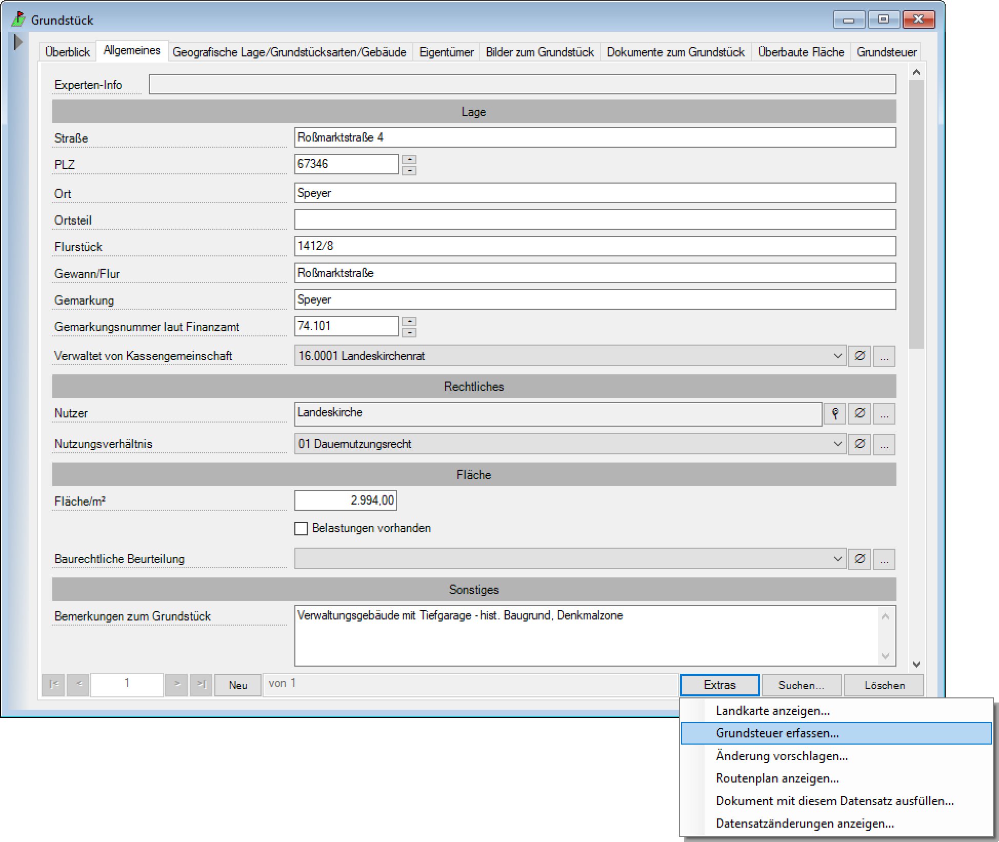 Grundstück
Überblick Allgemeines Geografische Lage/Grundstücksarten/Gebäude Eigentümer Bilder zum Grundstück Dokumente zum Grundstück Überbaute Fläche Grundsteuer
Experten-Info
Lage
Straße Roßmarktstraße 4
PLZ 67346
Ort Speyer
Ortsteil
Flurstück 1412/8
Gewann/Flur Roßmarktstraße
Gemarkung Speyer
Gemarkungsnummer laut Finanzamt 74.101
Verwaltet von Kassengemeinschaft 16.0001 Landeskirchenrat Ø ...
Rechtliches
Nutzer Landeskirche Ø ...
Nutzungsverhältnis 01 Dauernutzungsrecht Ø ...
Fläche
Fläche/m² 2.994,00
Belastungen vorhanden
Baurechtliche Beurteilung Ø ...
Sonstiges
Bemerkungen zum Grundstück Verwaltungsgebäude mit Tiefgarage - hist. Baugrund, Denkmalzone
|< < 1 > >| Neu von 1 Extras Suchen... Löschen
Landkarte anzeigen...
Grundsteuer erfassen...
Änderung vorschlagen...
Routenplan anzeigen...
Dokument mit diesem Datensatz ausfüllen...
Datensatzänderungen anzeigen...